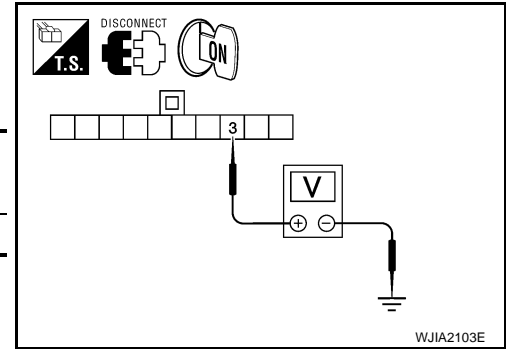 DISCONNECT
T.S.
ON
3
V
+ −
WJIA2103E